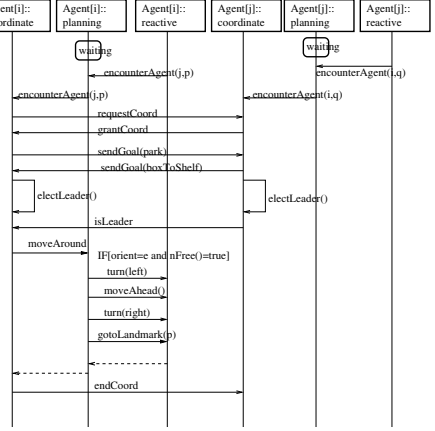 ent[i]:: Agent[i]:: Agent[i]:: Agent[j]:: Agent[j]:: Agent[j]::
rdinate planning reactive coordinate planning reactive
waiting waiting
encounterAgent(j,p) encounterAgent(i,q)
encounterAgent(j,p) encounterAgent(i,q)
requestCoord
grantCoord
sendGoal(park)
sendGoal(boxToShelf)
electLeader() electLeader()
isLeader
moveAround
IF[orient=e and nFree()=true]
turn(left)
moveAhead()
turn(right)
gotoLandmark(p)
endCoord